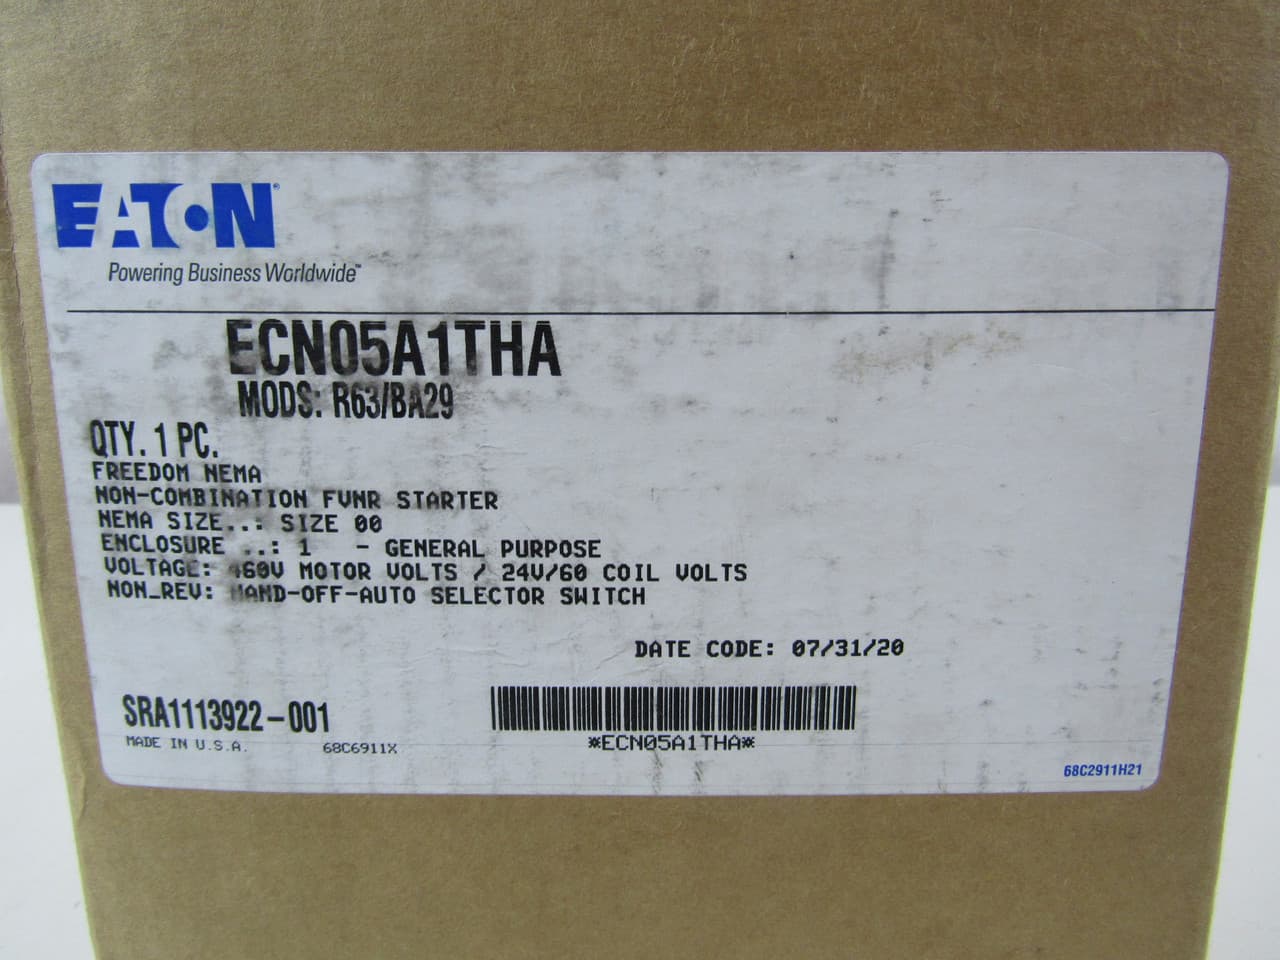 EATON®
Powering Business Worldwide™
ECN05A1THA
MODS: R63/BA29
QTY. 1 PC.
FREEDOM NEMA
NON-COMBINATION FVNR STARTER
NEMA SIZE..: SIZE 00
ENCLOSURE ..: 1 - GENERAL PURPOSE
VOLTAGE: 460V MOTOR VOLTS / 24V/60 COIL VOLTS
NON_REV: HAND-OFF-AUTO SELECTOR SWITCH
DATE CODE: 07/31/20
SRA1113922-001
*ECN05A1THA*
MADE IN U.S.A. 68C6911X
68C2911H21